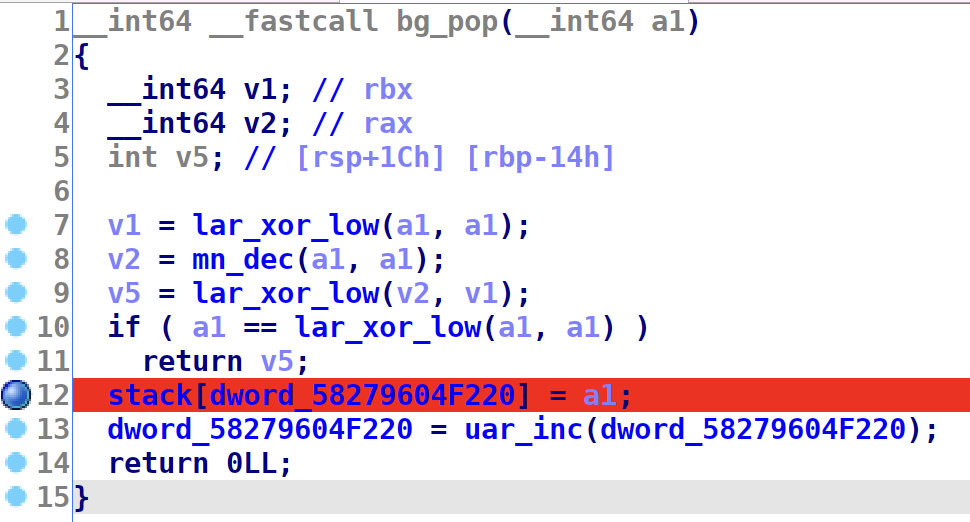 1 __int64 __fastcall bg_pop(__int64 a1)
2 {
3 __int64 v1; // rbx
4 __int64 v2; // rax
5 int v5; // [rsp+1Ch] [rbp-14h]
6
7 v1 = lar_xor_low(a1, a1);
8 v2 = mn_dec(a1, a1);
9 v5 = lar_xor_low(v2, v1);
10 if ( a1 == lar_xor_low(a1, a1) )
11 return v5;
12 stack[dword_58279604F220] = a1;
13 dword_58279604F220 = uar_inc(dword_58279604F220);
14 return 0LL;
15 }